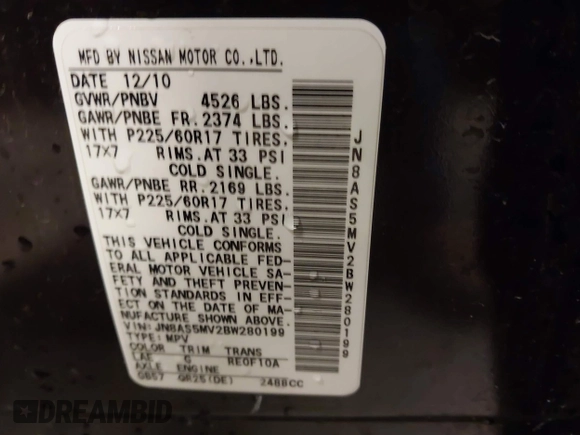 MFD BY NISSAN MOTOR CO.,LTD.
DATE 12/10
GVWR/PNBV 4526 LBS.
GAWR/PNBE FR. 2374 LBS.
WITH P225/60R17 TIRES.
17X7 RIMS. AT 33 PSI
COLD SINGLE.
GAWR/PNBE RR. 2169 LBS.
WITH P225/60R17 TIRES.
17X7 RIMS. AT 33 PSI
COLD SINGLE.
THIS VEHICLE CONFORMS
TO ALL APPLICABLE FED-
ERAL MOTOR VEHICLE SA-
FETY AND THEFT PREVEN-
TION STANDARDS IN EFF-
ECT ON THE DATE OF MA-
NUFACTURE SHOWN ABOVE.
VIN:JN8AS5MV2BW280199
TYPE:MPV
COLOR TRIM TRANS
LAE G RE0F10A
AXLE ENGINE
GB57 QR25(DE) 2488CC
JN8AS5MV2BW280199
DREAMBID